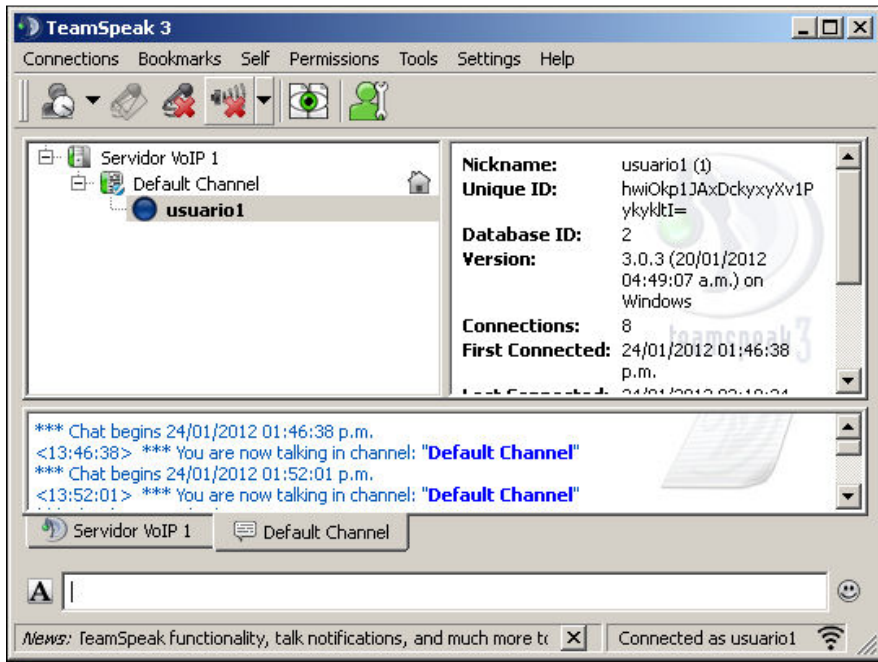 TeamSpeak 3
Connections Bookmarks Self Permissions Tools Settings Help
Servidor VoIP 1
Default Channel
usuario1
Nickname: usuario1 (1)
Unique ID: hwiOkp1JAxDckyxyXv1P
ykykltI=
Database ID: 2
Version: 3.0.3 (20/01/2012
04:49:07 a.m.) on
Windows
Connections: 8
First Connected: 24/01/2012 01:46:38
p.m.
teamspeak 3
*** Chat begins 24/01/2012 01:46:38 p.m.
<13:46:38> *** You are now talking in channel: "Default Channel"
*** Chat begins 24/01/2012 01:52:01 p.m.
<13:52:01> *** You are now talking in channel: "Default Channel"
Servidor VoIP 1
Default Channel
A
News: TeamSpeak functionality, talk notifications, and much more
Connected as usuario1